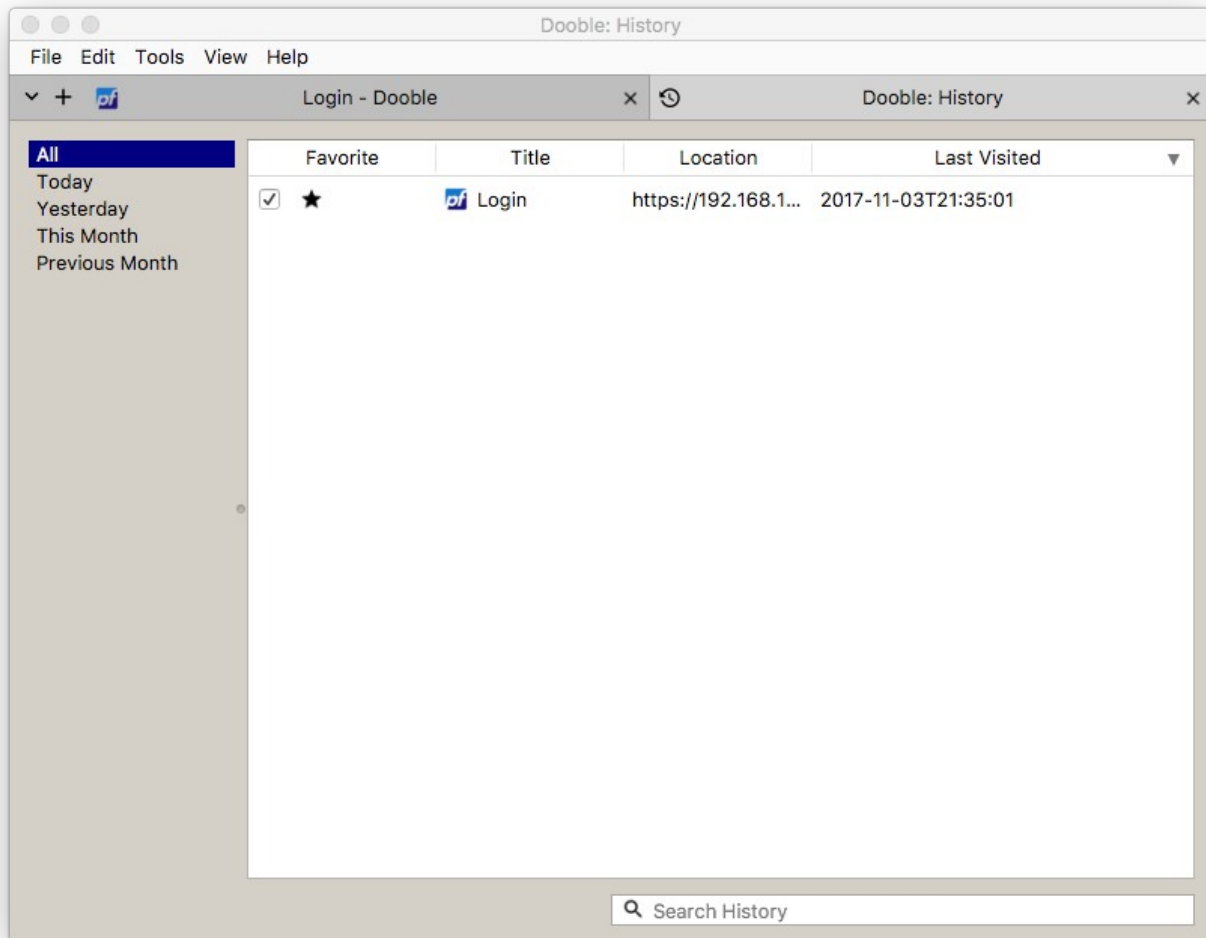 Dooble: History
File Edit Tools View Help
pf Login - Dooble Dooble: History
All
Today
Yesterday
This Month
Previous Month
Favorite Title Location Last Visited
pf Login https://192.168.1... 2017-11-03T21:35:01
Search History